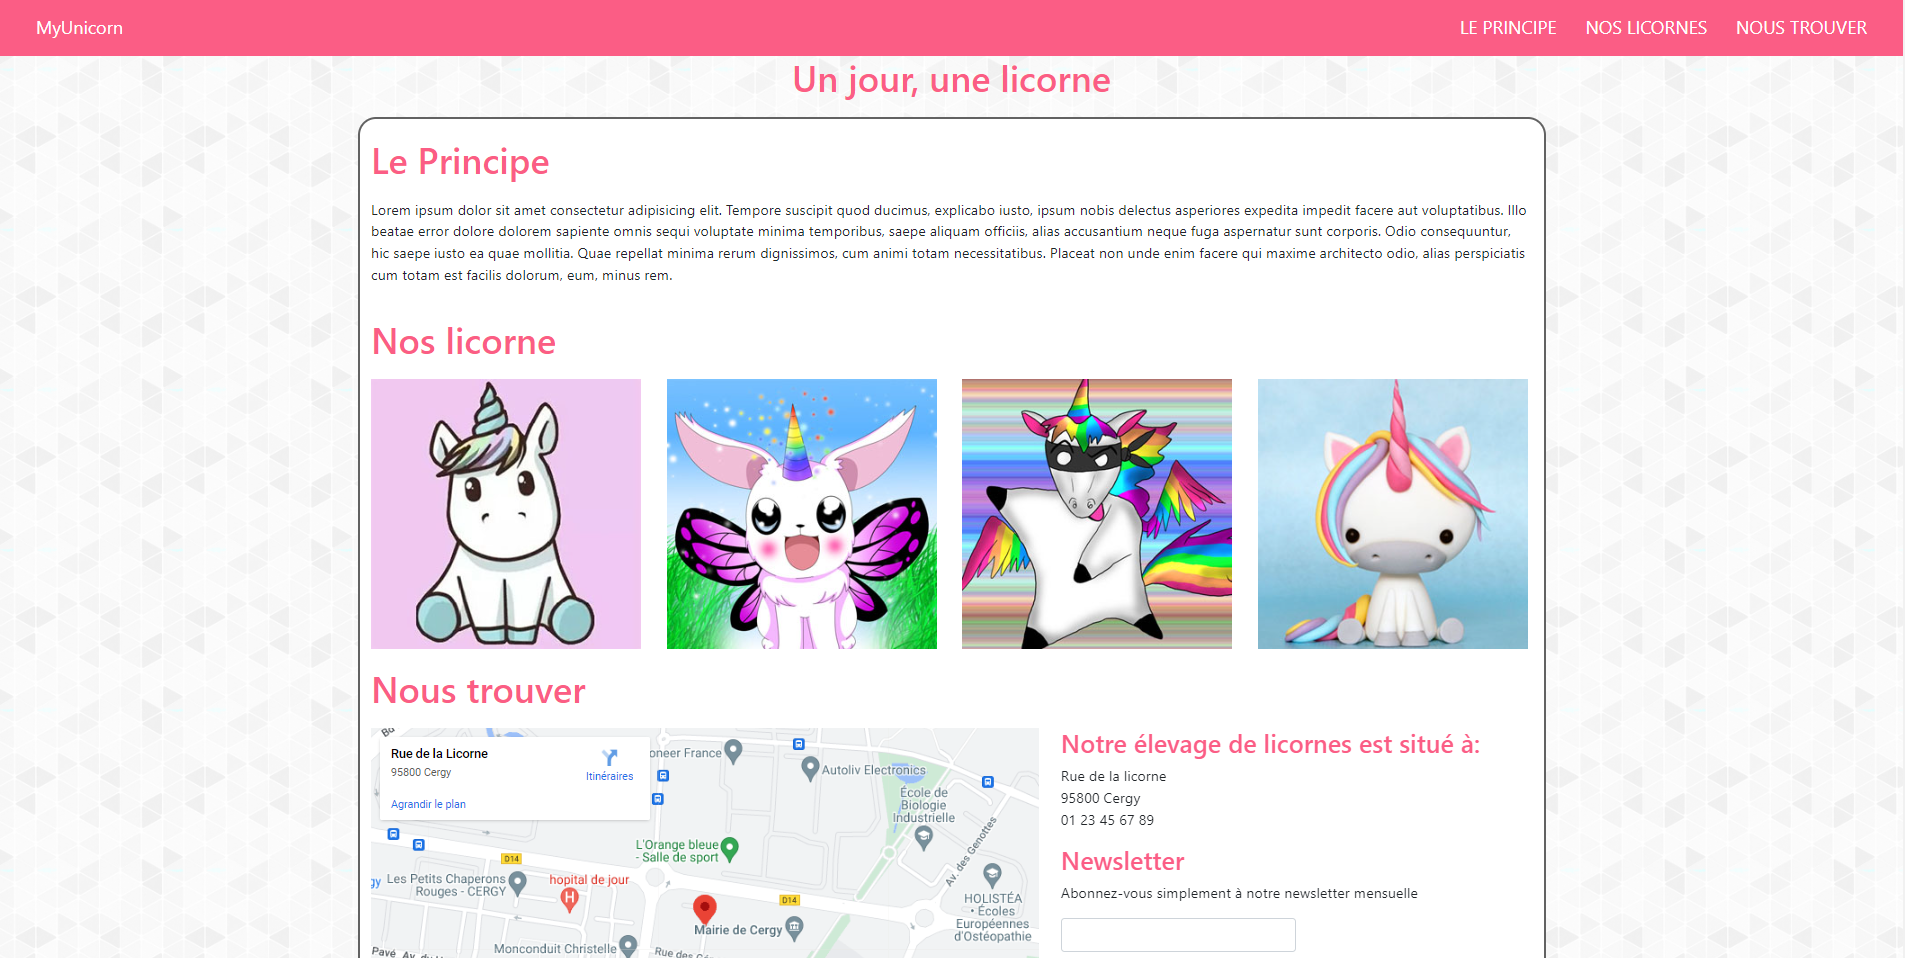 MyUnicorn
LE PRINCIPE NOS LICORNES NOUS TROUVER
Un jour, une licorne
Le Principe
Lorem ipsum dolor sit amet consectetur adipisicing elit. Tempore suscipit quod ducimus, explicabo iusto, ipsum nobis delectus asperiores expedita impedit facere aut voluptatibus. Illo
beatae error dolore dolorem sapiente omnis sequi voluptate minima temporibus, saepe aliquam officiis, alias accusantium neque fuga aspernatur sunt corporis. Odio consequuntur,
hic saepe iusto ea quae mollitia. Quae repellat minima rerum dignissimos, cum animi totam necessitatibus. Placeat non unde enim facere qui maxime architecto odio, alias perspiciatis
cum totam est facilis dolorum, eum, minus rem.
Nos licorne
Nous trouver
Rue de la Licorne
95800 Cergy
Itinéraires
Agrandir le plan
oneer France
Autoliv Electronics
École de
Biologie
Industrielle
L'Orange bleue
- Salle de sport
Av. des Genottes
D14
Les Petits Chaperons
Rouges - CERGY
hopital de jour
D14
HOLISTÉA
• Écoles
Européennes
d'Ostéopathie
Mairie de Cergy
Monconduit Christelle
Pavé
Rue des
Notre élevage de licornes est situé à:
Rue de la licorne
95800 Cergy
01 23 45 67 89
Newsletter
Abonnez-vous simplement à notre newsletter mensuelle